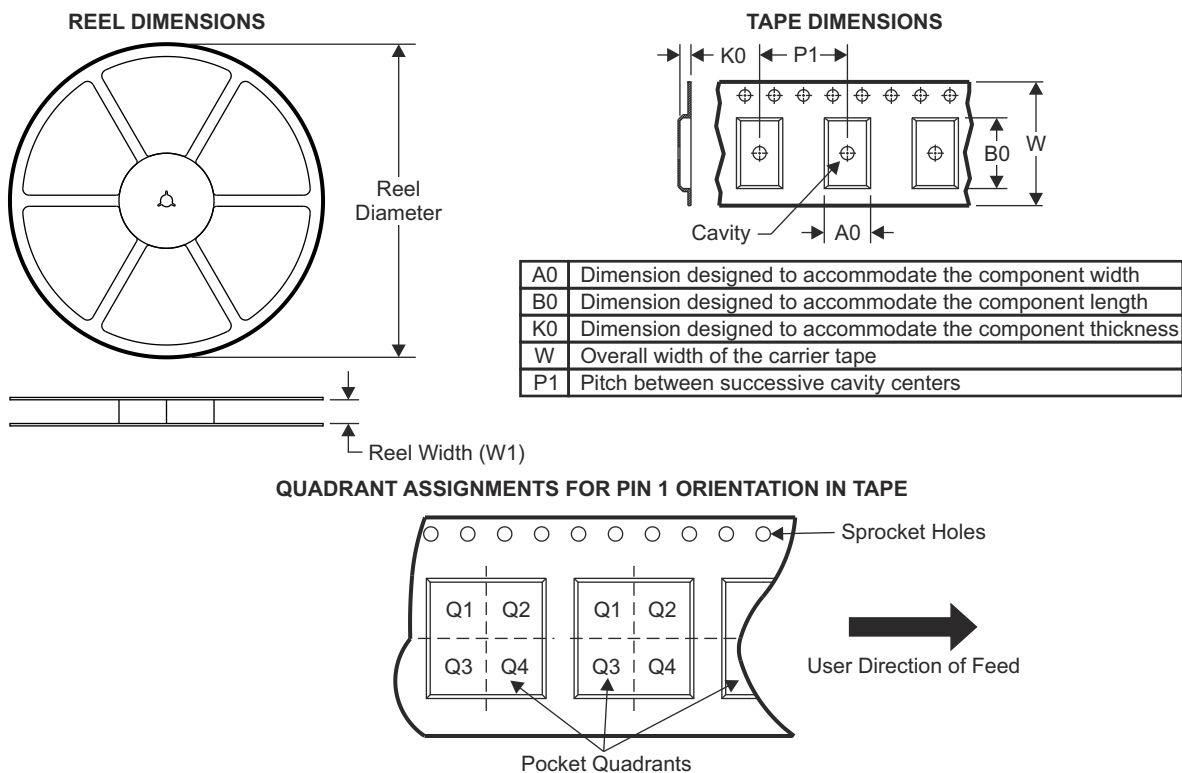 REEL DIMENSIONS
Reel
Diameter
Reel Width (W1)
TAPE DIMENSIONS
K0
P1
W
B0
Cavity
A0
A0 Dimension designed to accommodate the component width
B0 Dimension designed to accommodate the component length
K0 Dimension designed to accommodate the component thickness
W Overall width of the carrier tape
P1 Pitch between successive cavity centers
QUADRANT ASSIGNMENTS FOR PIN 1 ORIENTATION IN TAPE
Sprocket Holes
Q1 Q2 Q1 Q2
Q3 Q4 Q3 Q4
User Direction of Feed
Pocket Quadrants